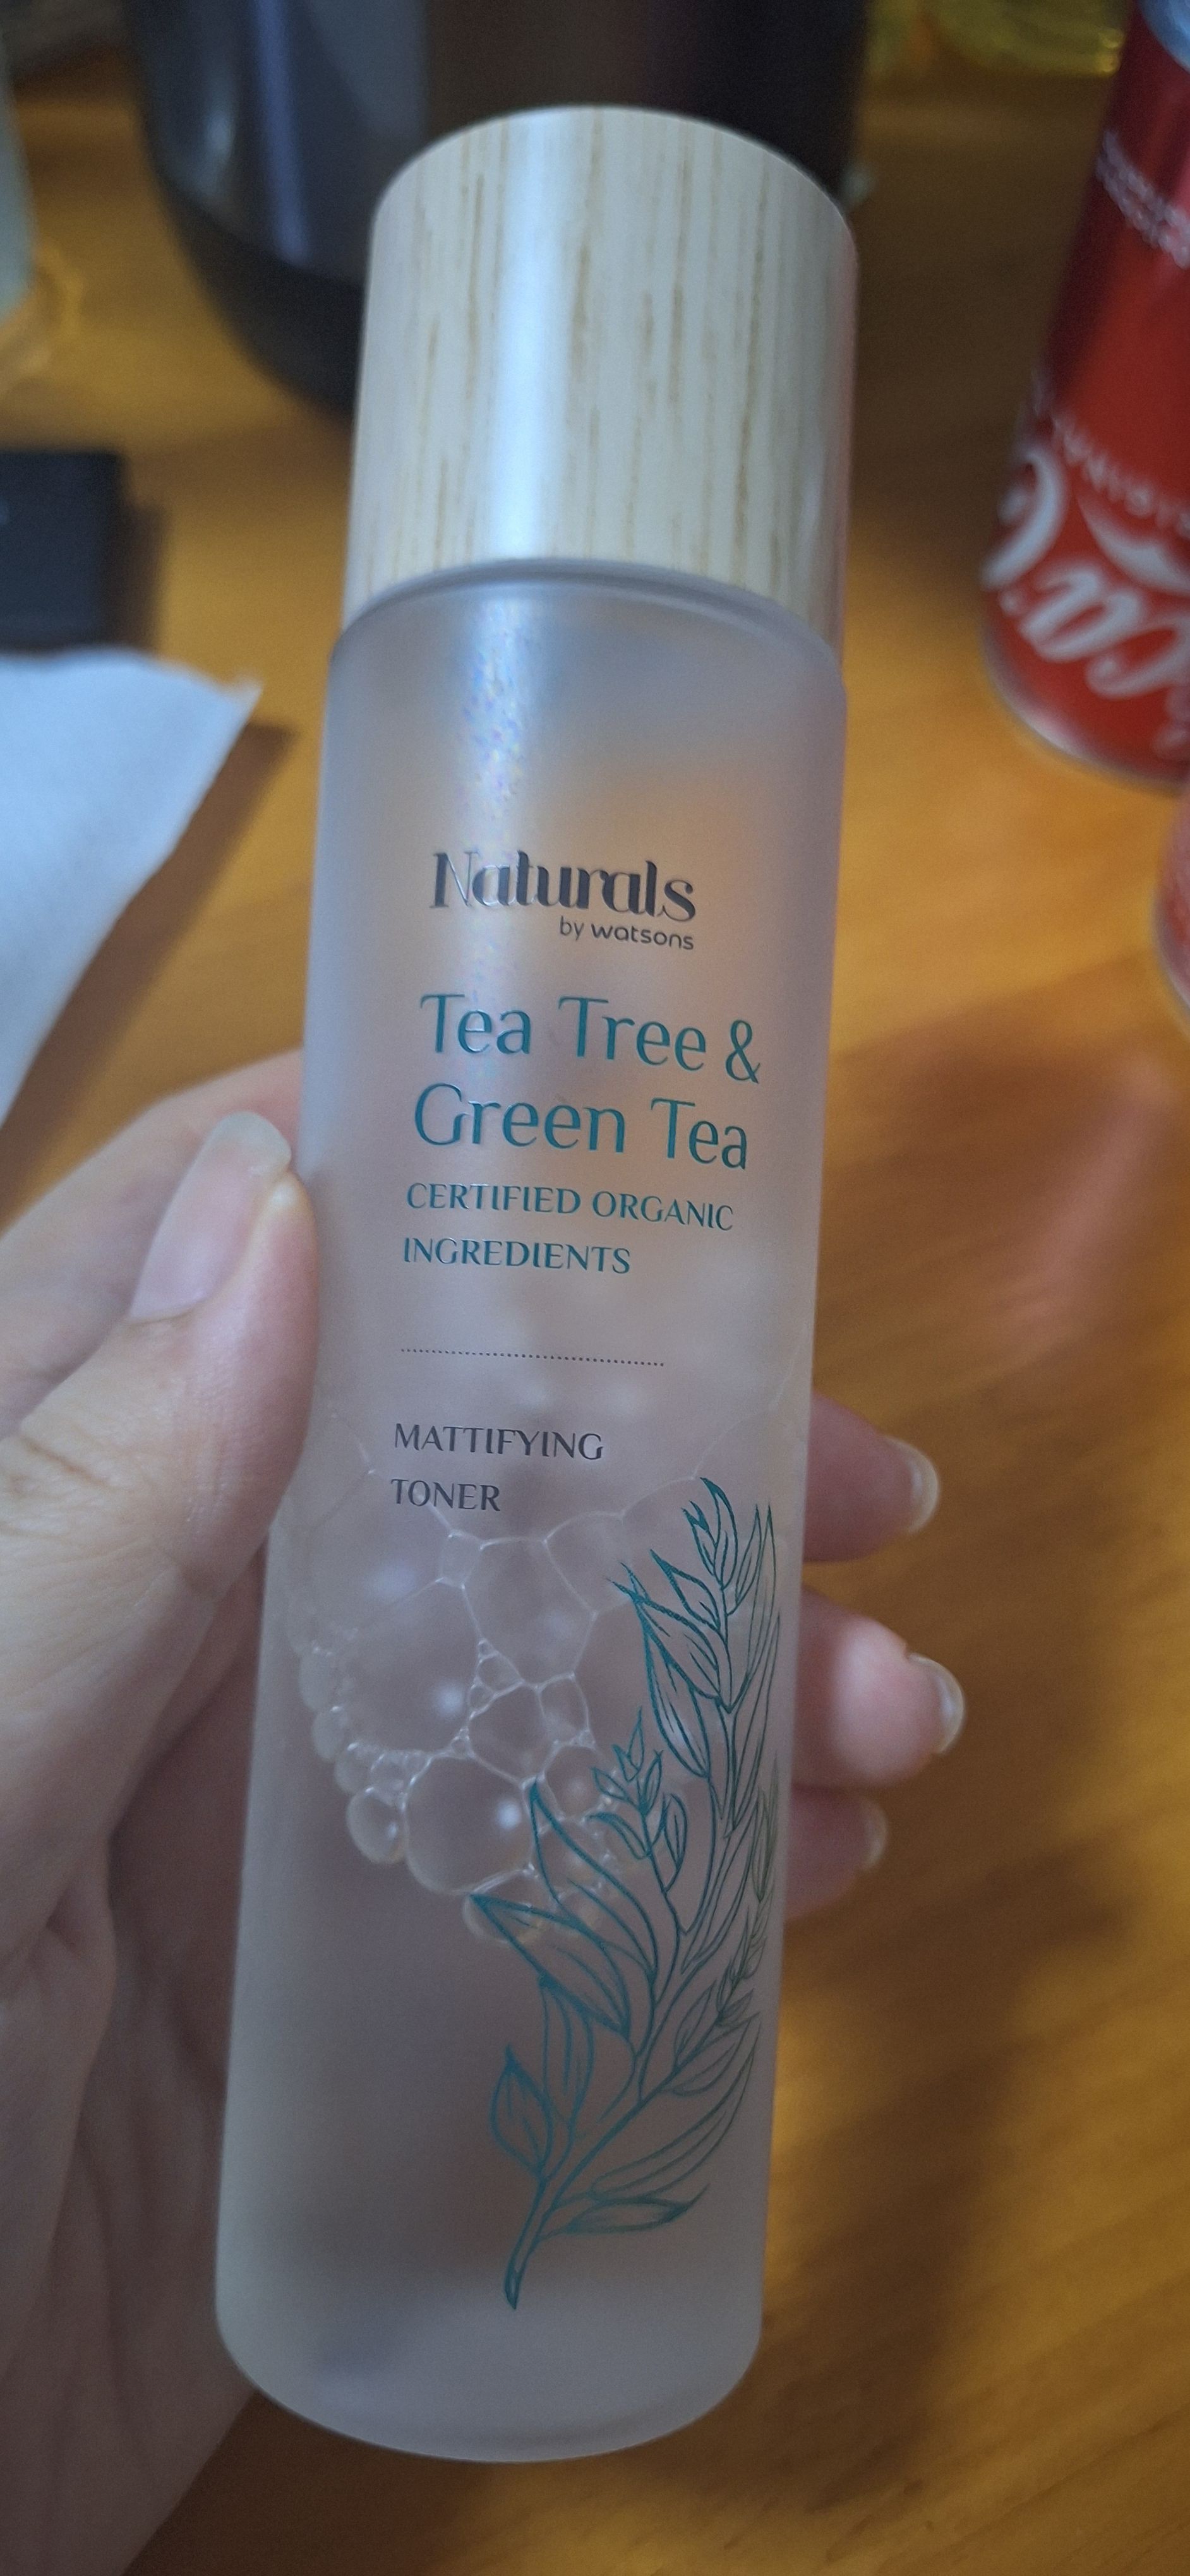 Naturals
by watsons
Tea Tree &
Green Tea
CERTIFIED ORGANIC
INGREDIENTS
MATTIFYING
TONER